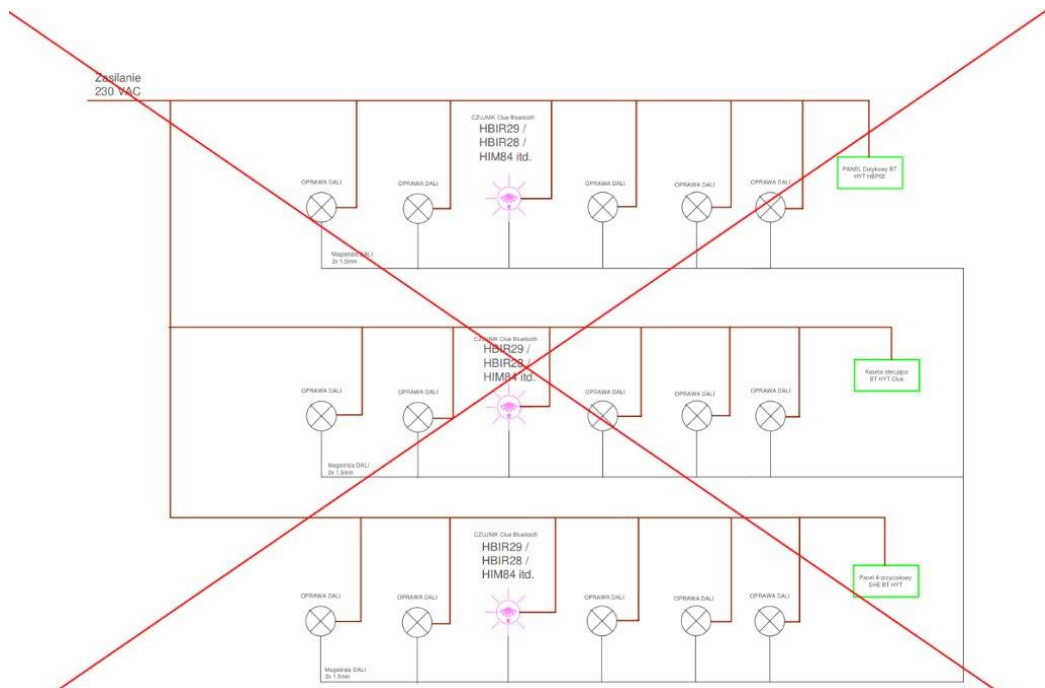 Zasilanie
230 VAC
CZUJNIK Clue Bluetooth
HBIR29 /
HBIR28 /
HIM84 itd.
OPRAWA DALI
OPRAWA DALI
OPRAWA DALI
OPRAWA DALI
OPRAWA DALI
PANEL Dotykowy BT
HYT HBP02
Magistrala DALI
2x 1.5mm
CZUJNIK Clue Bluetooth
HBIR29 /
HBIR28 /
HIM84 itd.
OPRAWA DALI
OPRAWA DALI
OPRAWA DALI
OPRAWA DALI
OPRAWA DALI
Kaseta sterująca
BT HYT Clue
Magistrala DALI
2x 1.5mm
CZUJNIK Clue Bluetooth
HBIR29 /
HBIR28 /
HIM84 itd.
OPRAWA DALI
OPRAWA DALI
OPRAWA DALI
OPRAWA DALI
OPRAWA DALI
Panel 4-przyciskowy
BT HYT
Magistrala DALI
2x 1.5mm